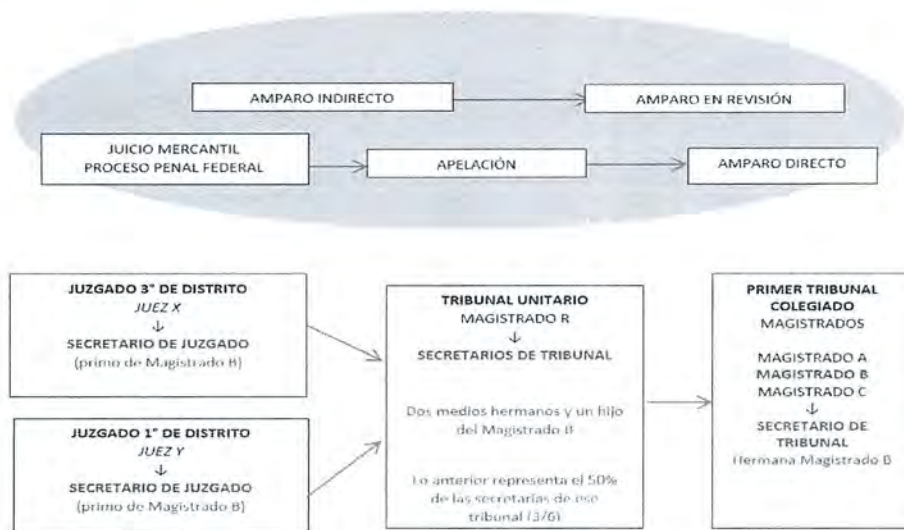 AMPARO INDIRECTO
AMPARO EN REVISIÓN
JUICIO MERCANTIL
PROCESO PENAL FEDERAL
APELACIÓN
AMPARO DIRECTO
JUZGADO 3° DE DISTRITO
JUEZ X
↓
SECRETARIO DE JUZGADO
(primo de Magistrado B)
JUZGADO 1° DE DISTRITO
JUEZ Y
↓
SECRETARIO DE JUZGADO
(primo de Magistrado B)
TRIBUNAL UNITARIO
MAGISTRADO R
↓
SECRETARIOS DE TRIBUNAL
Dos medios hermanos y un hijo
del Magistrado B
Lo anterior representa el 50%
de las secretarías de ese
tribunal (3/6)
PRIMER TRIBUNAL
COLEGIADO
MAGISTRADOS
MAGISTRADO A
MAGISTRADO B
MAGISTRADO C
↓
SECRETARIO DE
TRIBUNAL
Hermana Magistrado B